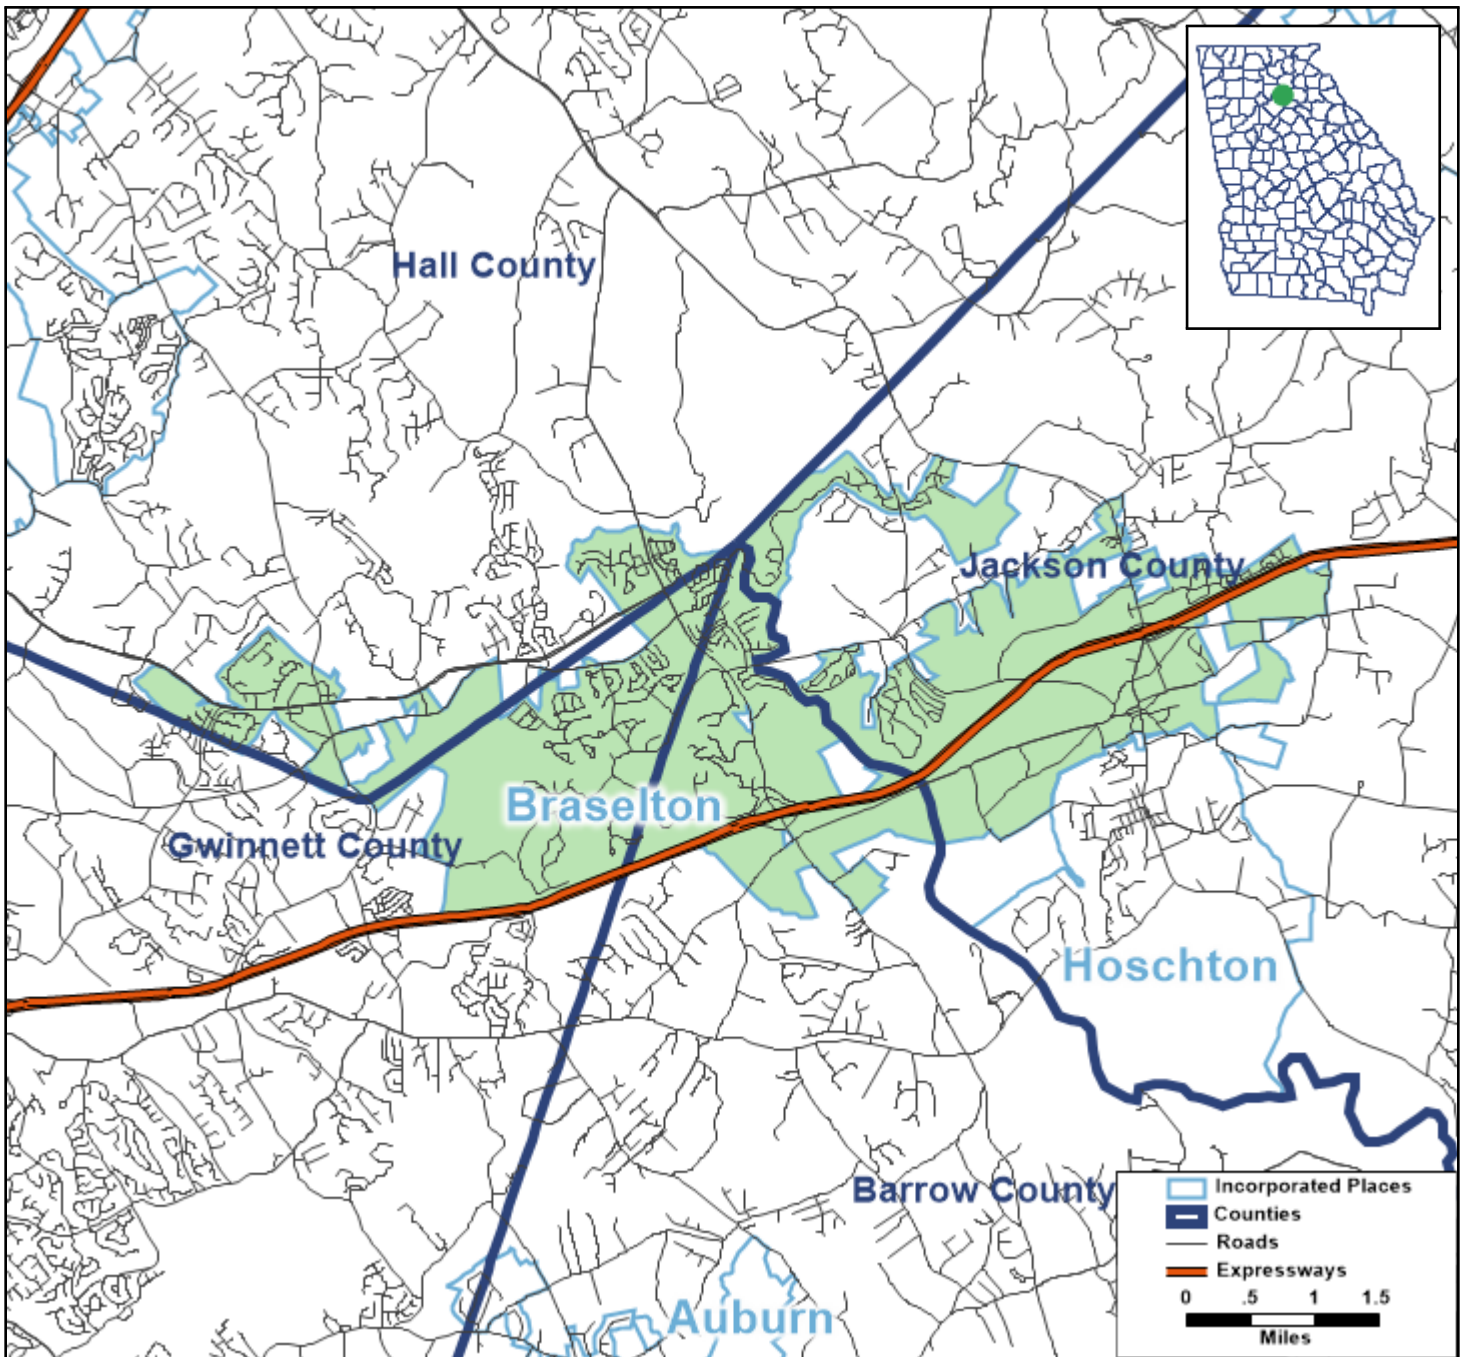 Hall County
Jackson County
Braselton
Gwinnett County
Hoschton
Barrow County
Auburn
Incorporated Places
Counties
Roads
Expressways
0 .5 1 1.5
Miles